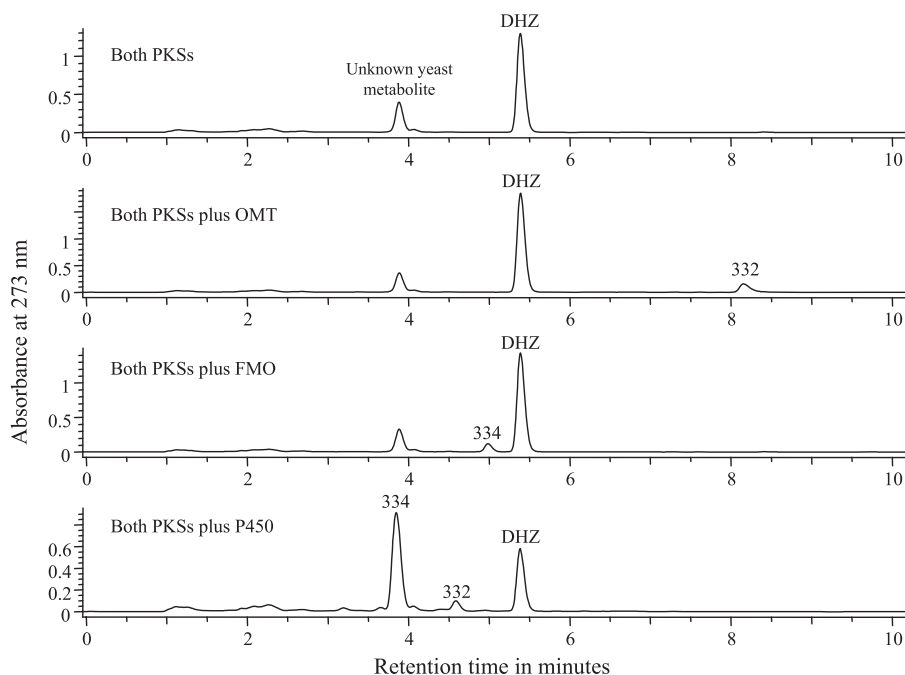 DHZ
Both PKSs
Unknown yeast
metabolite
1
0.5
0
0 2 4 6 8 10
DHZ
Both PKSs plus OMT
1
0.5
332
0
0 2 4 6 8 10
DHZ
Both PKSs plus FMO
1
0.5
334
0
0 2 4 6 8 10
334
Both PKSs plus P450
DHZ
0.6
0.4
0.2
332
0
0 2 4 6 8 10
Absorbance at 273 nm
Retention time in minutes